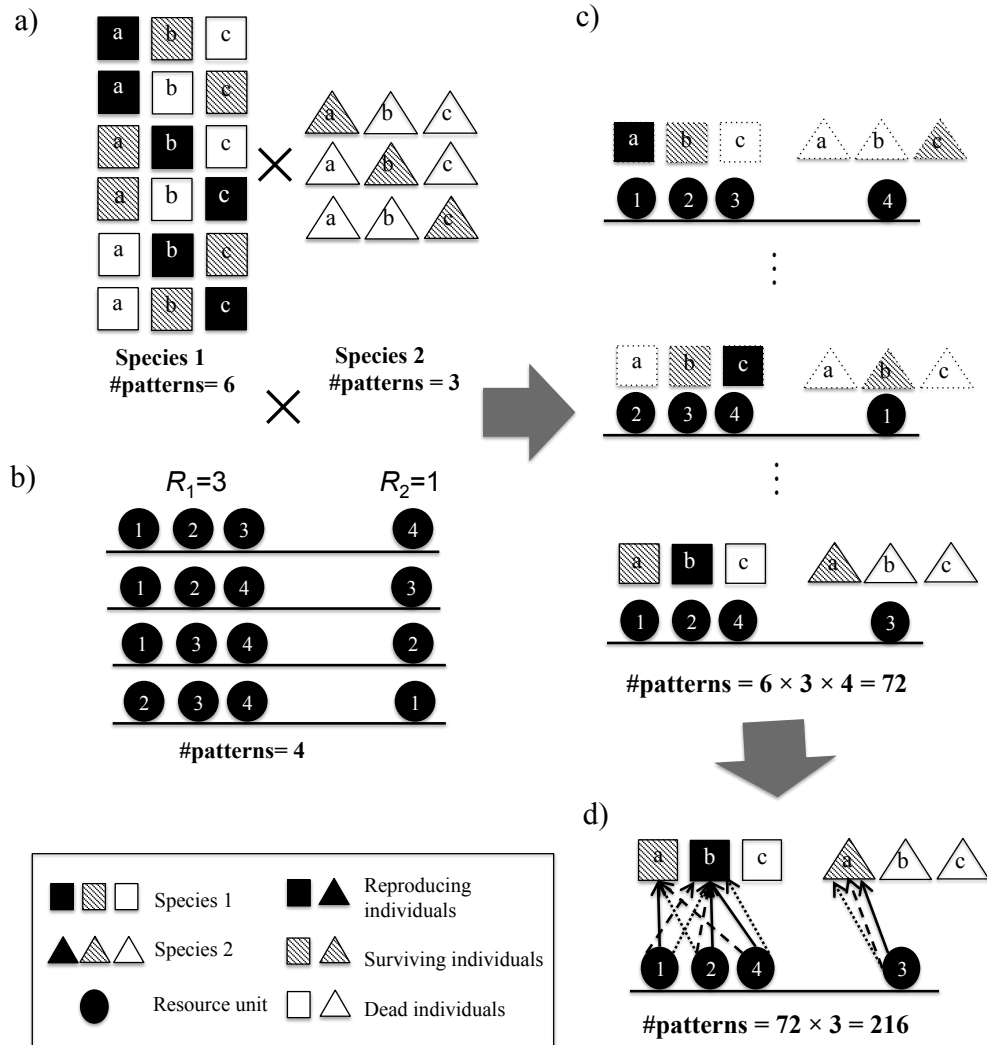 a)
a b c
a b c
a b c
a b c
a b c
a b c
a b c
a b c
a b c
Species 1
#patterns= 6
Species 2
#patterns = 3
b)
R1=3 R2=1
1 2 3 4
1 2 4 3
1 3 4 2
2 3 4 1
#patterns= 4
c)
a b c a b c
1 2 3 4
a b c a b c
2 3 4 1
a b c a b c
1 2 4 3
#patterns = 6 × 3 × 4 = 72
d)
a b c a b c
1 2 4 3
#patterns = 72 × 3 = 216
Species 1
Species 2
Resource unit
Reproducing
individuals
Surviving individuals
Dead individuals